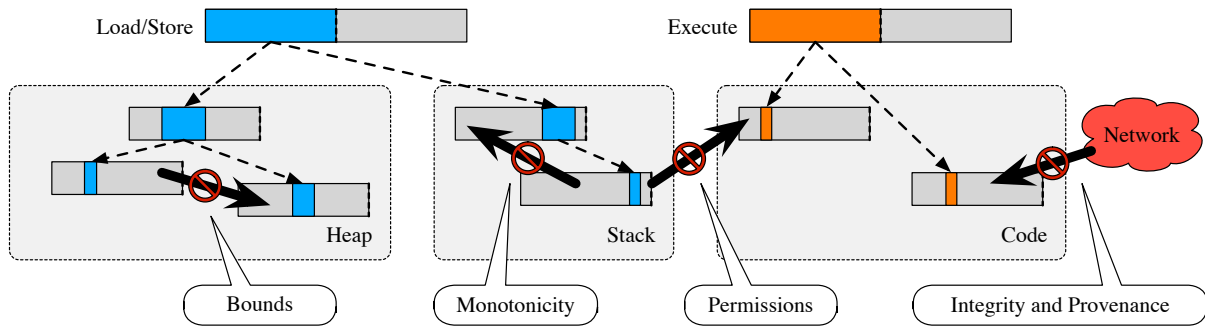 Load/Store
Execute
Network
Heap
Stack
Code
Bounds
Monotonicity
Permissions
Integrity and Provenance